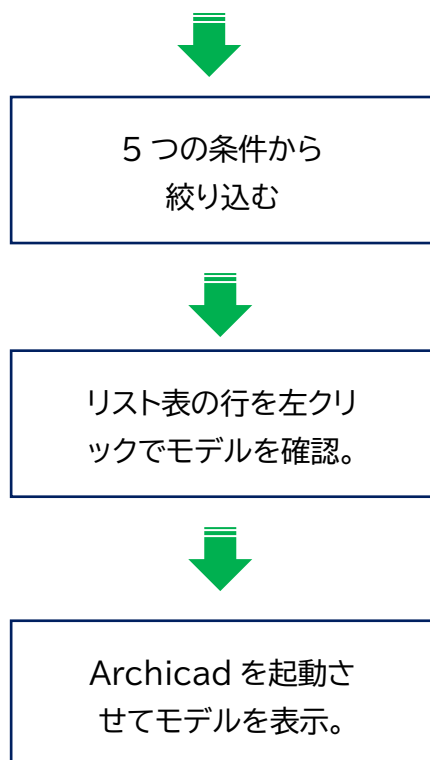 5 つの条件から
絞り込む
リスト表の行を左クリ
ックでモデルを確認。
Archicad を起動さ
せてモデルを表示。